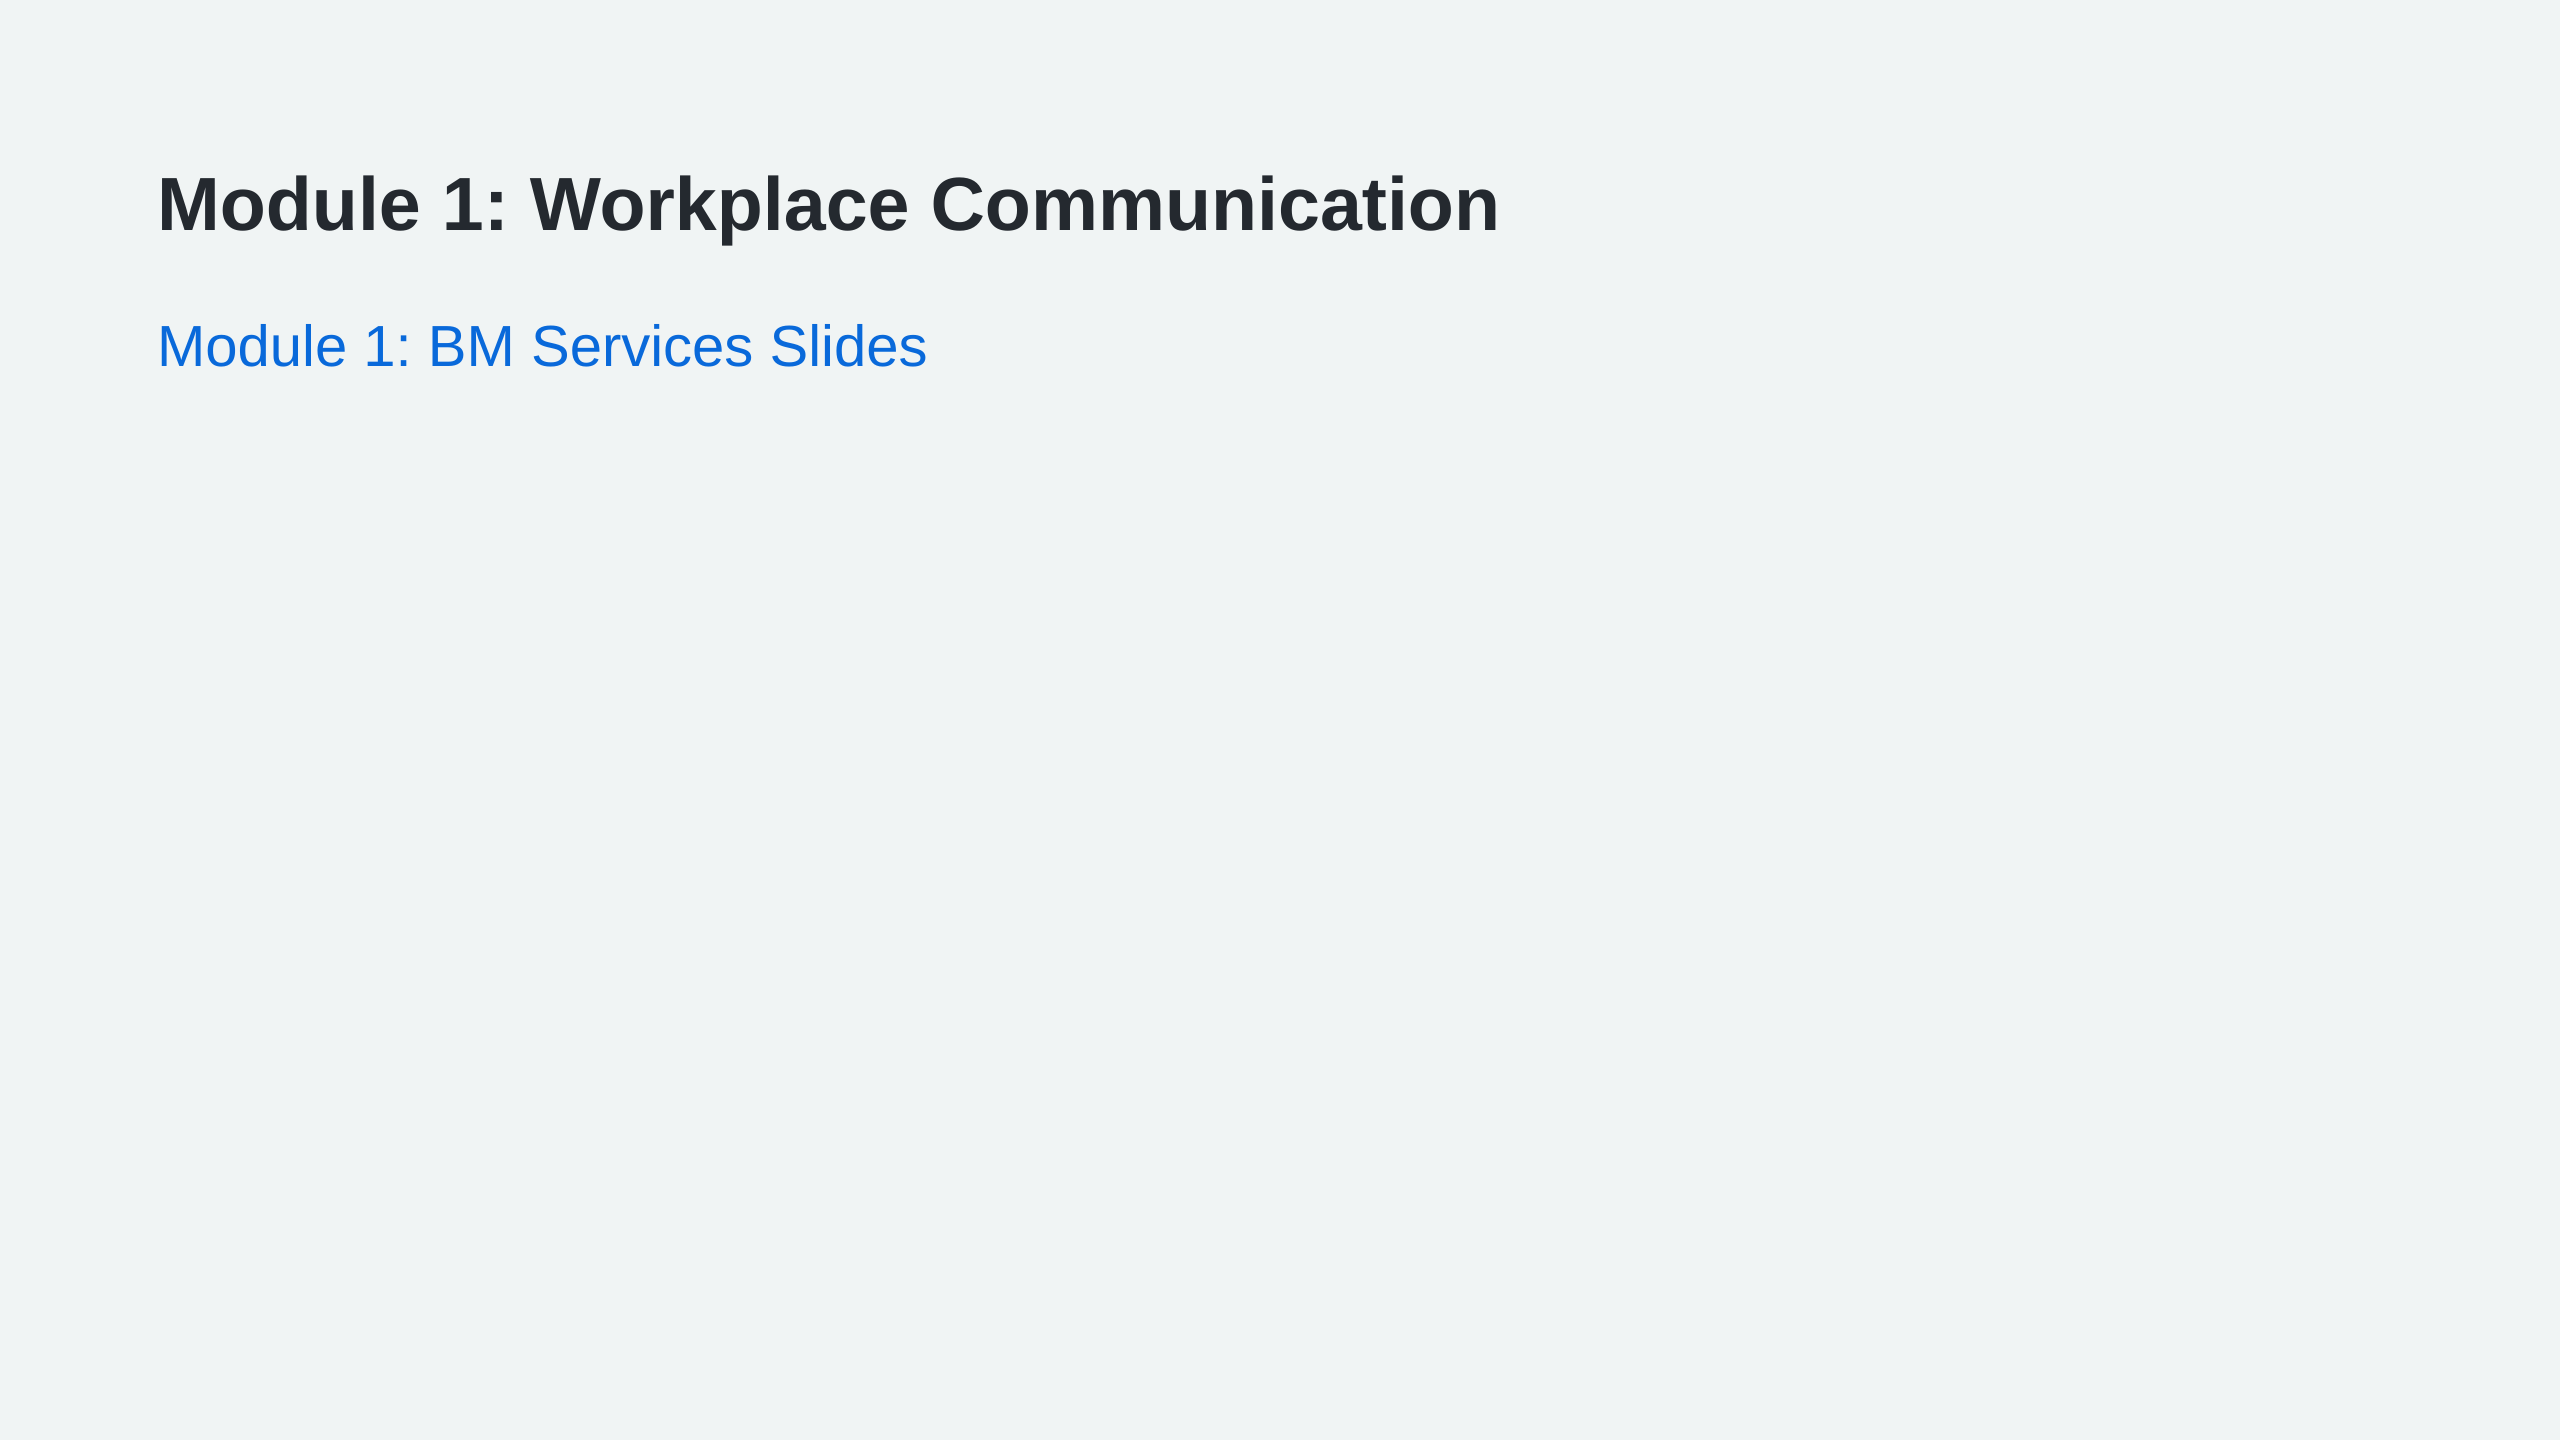 Module 1: Workplace Communication
Module 1: BM Services Slides